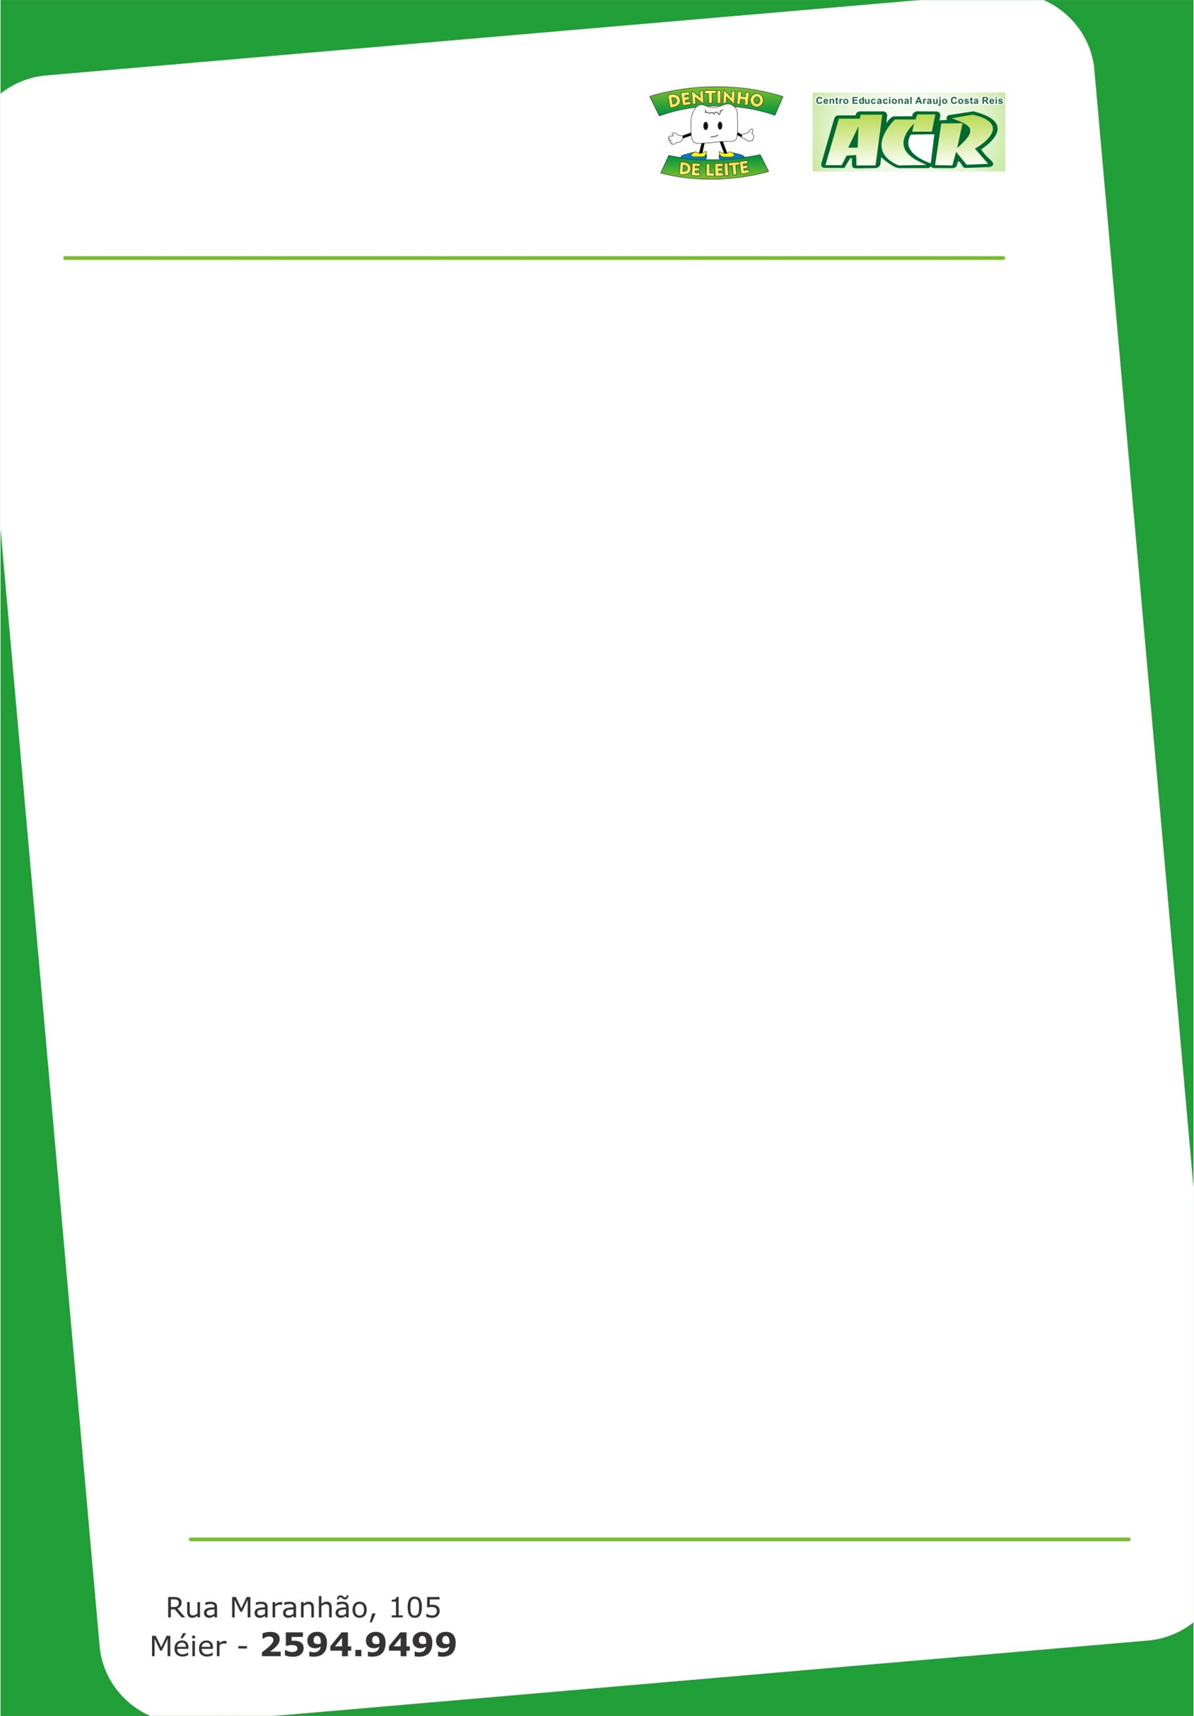 DENTINHO
DE LEITE
Centro Educacional Araujo Costa Reis
ACR
Rua Maranhão, 105
Méier - 2594.9499